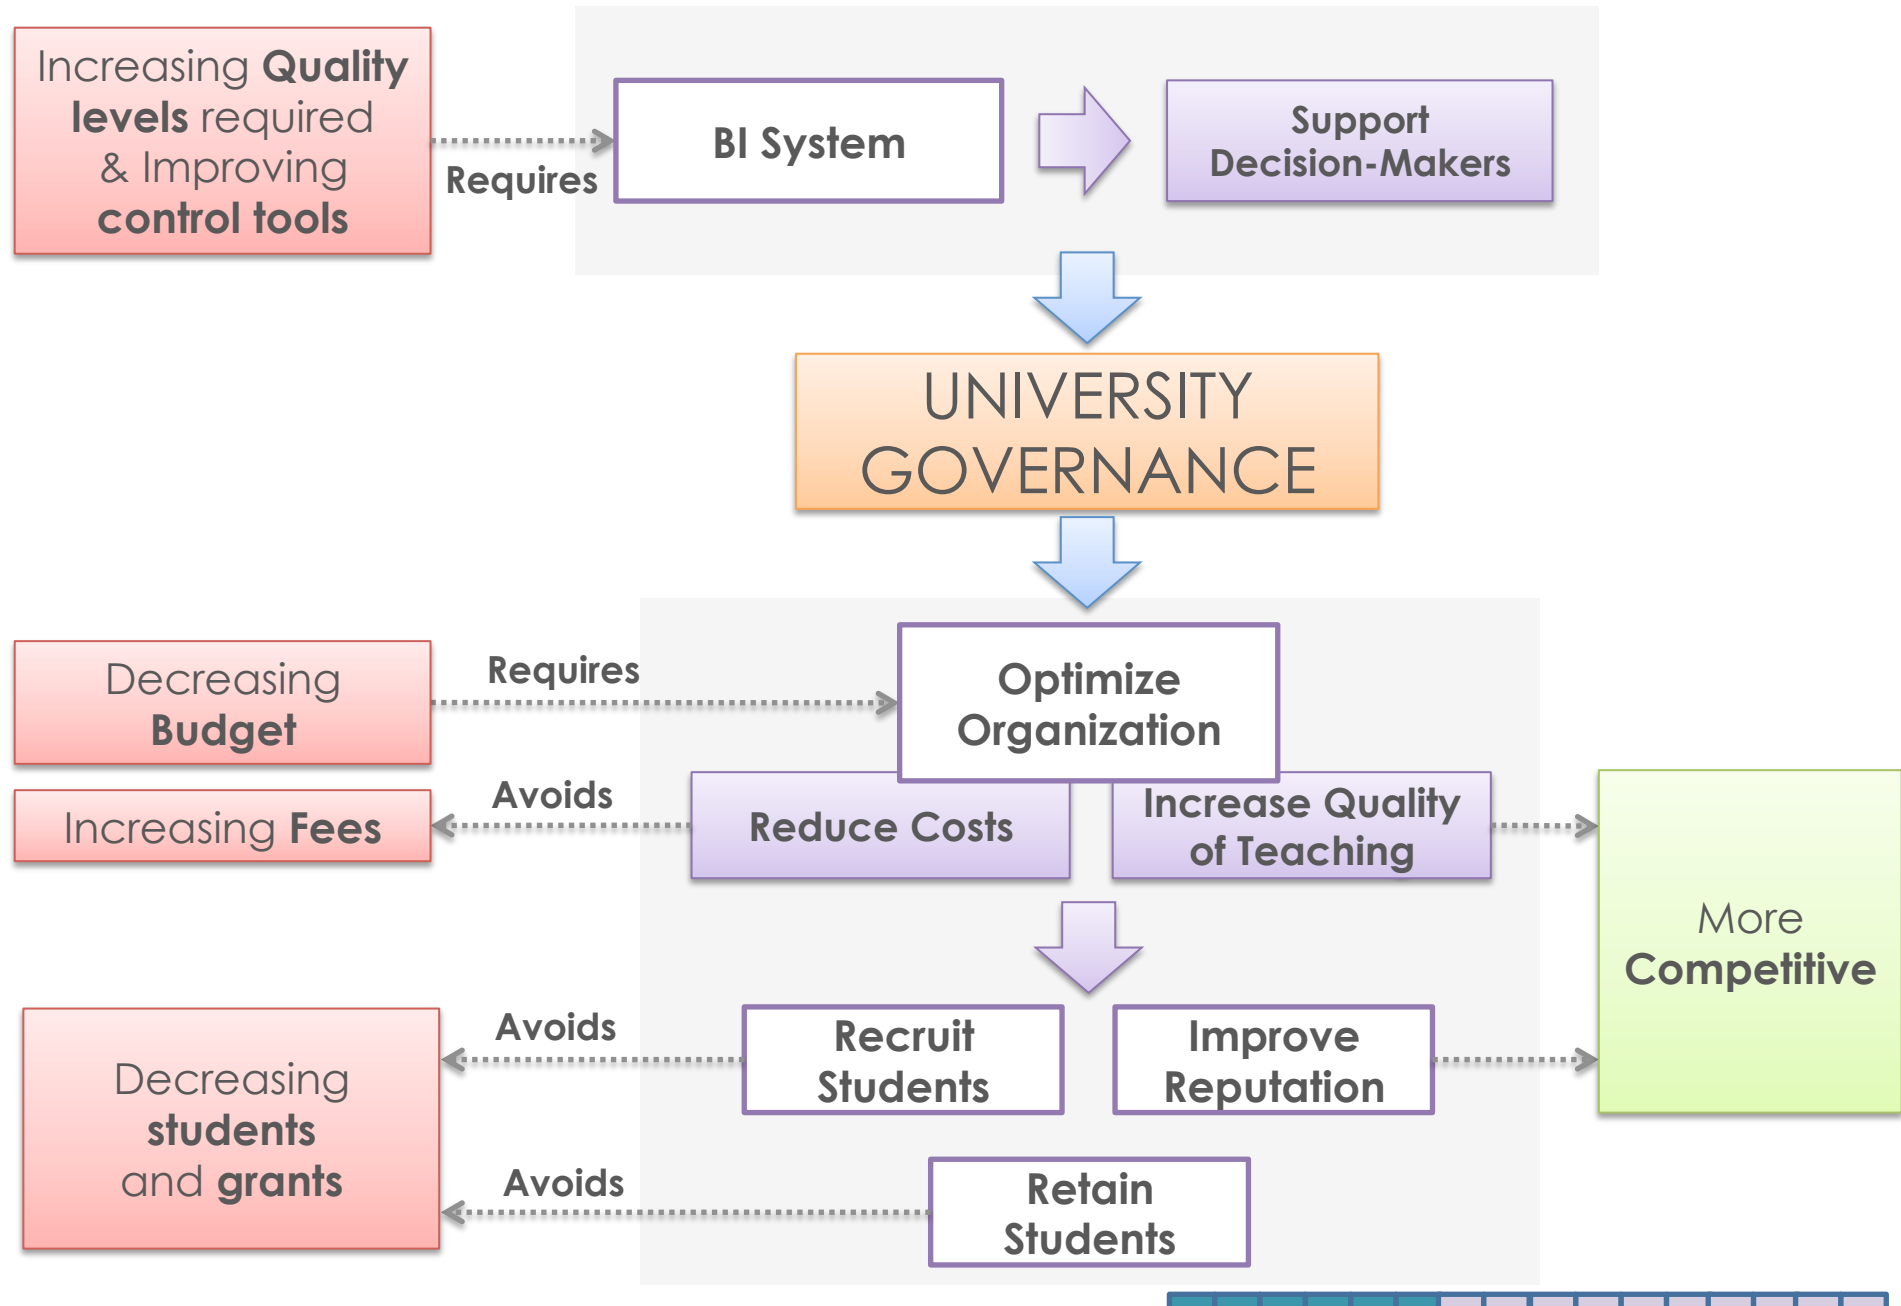 Increasing Quality
levels required
& Improving
control tools
Requires
BI System
Support
Decision-Makers
UNIVERSITY
GOVERNANCE
Decreasing
Budget
Requires
Optimize
Organization
Increasing Fees
Avoids
Reduce Costs
Increase Quality
of Teaching
More
Competitive
Decreasing
students
and grants
Avoids
Recruit
Students
Improve
Reputation
Avoids
Retain
Students